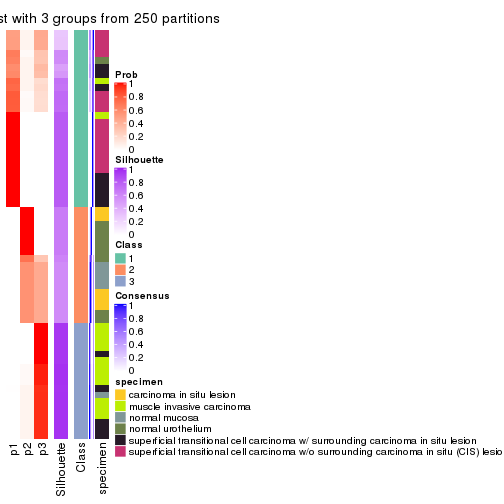 st with 3 groups from 250 partitions
Prob
1
0.8
0.6
0.4
0.2
0
Silhouette
1
0.8
0.6
0.4
0.2
0
Class
1
2
3
Consensus
1
0.8
0.6
0.4
0.2
0
specimen
carcinoma in situ lesion
muscle invasive carcinoma
normal mucosa
normal urothelium
superficial transitional cell carcinoma w/ surrounding carcinoma in situ lesion
superficial transitional cell carcinoma w/o surrounding carcinoma in situ (CIS) lesio
p1
p2
p3
Silhouette
Class
specimen